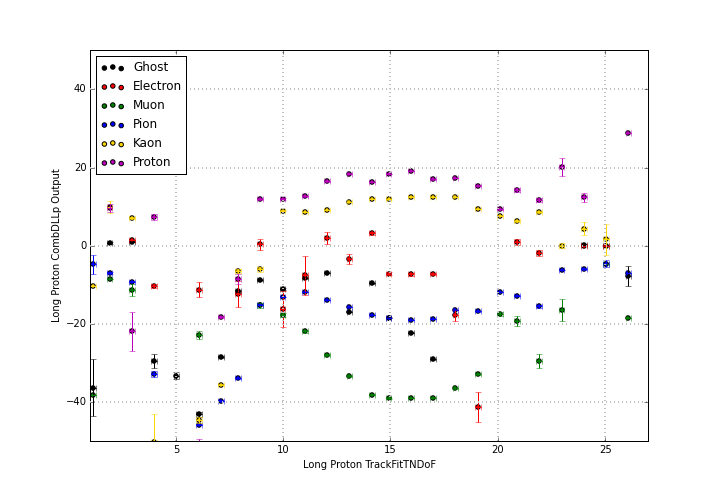 Ghost
Electron
Muon
Pion
Kaon
Proton
40
20
0
−20
−40
Long Proton CombDLLp Output
5
10
15
20
25
Long Proton TrackFitTNDoF